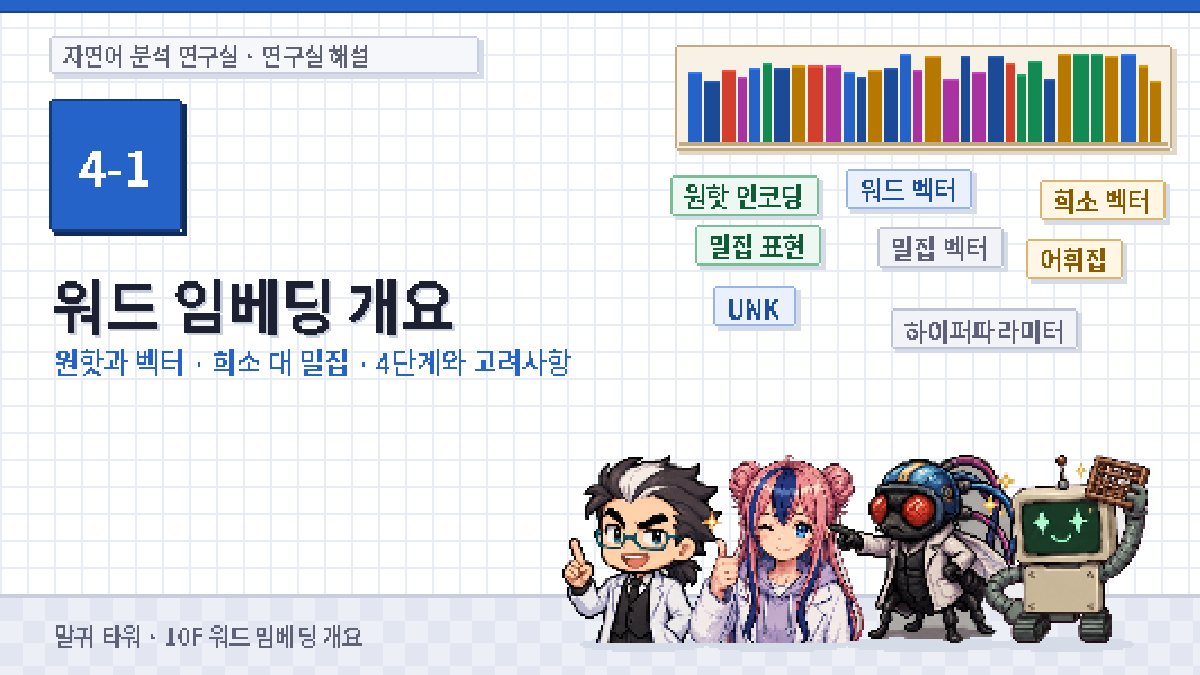 자연어 분석 연구실 · 연구실 해설
4-1
워드 임베딩 개요
원핫과 벡터 · 희소 대 밀집 · 4단계와 고려사항
원핫 인코딩
워드 벡터
희소 벡터
밀집 표현
밀집 벡터
어휘집
UNK
하이퍼파라미터
말귀 타워 · 10F 워드 임베딩 개요